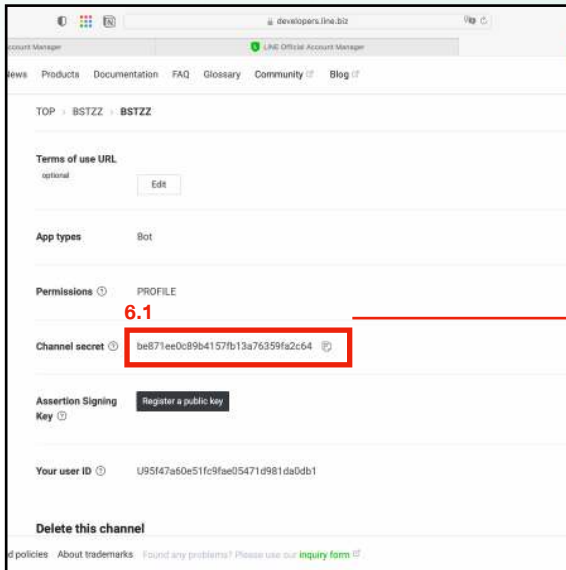 developers.line.biz
ccount Manager
LINE Official Account Manager
News Products Documentation FAQ Glossary Community Blog
TOP › BSTZZ › BSTZZ
Terms of use URL
optional
Edit
App types Bot
Permissions PROFILE
6.1
Channel secret be871ee0c89b4157fb13a76359fa2c64
Assertion Signing
Key
Register a public key
Your user ID U95f47a60e51fc9fae05471d981da0db1
Delete this channel
d policies About trademarks Found any problems? Please use our inquiry form